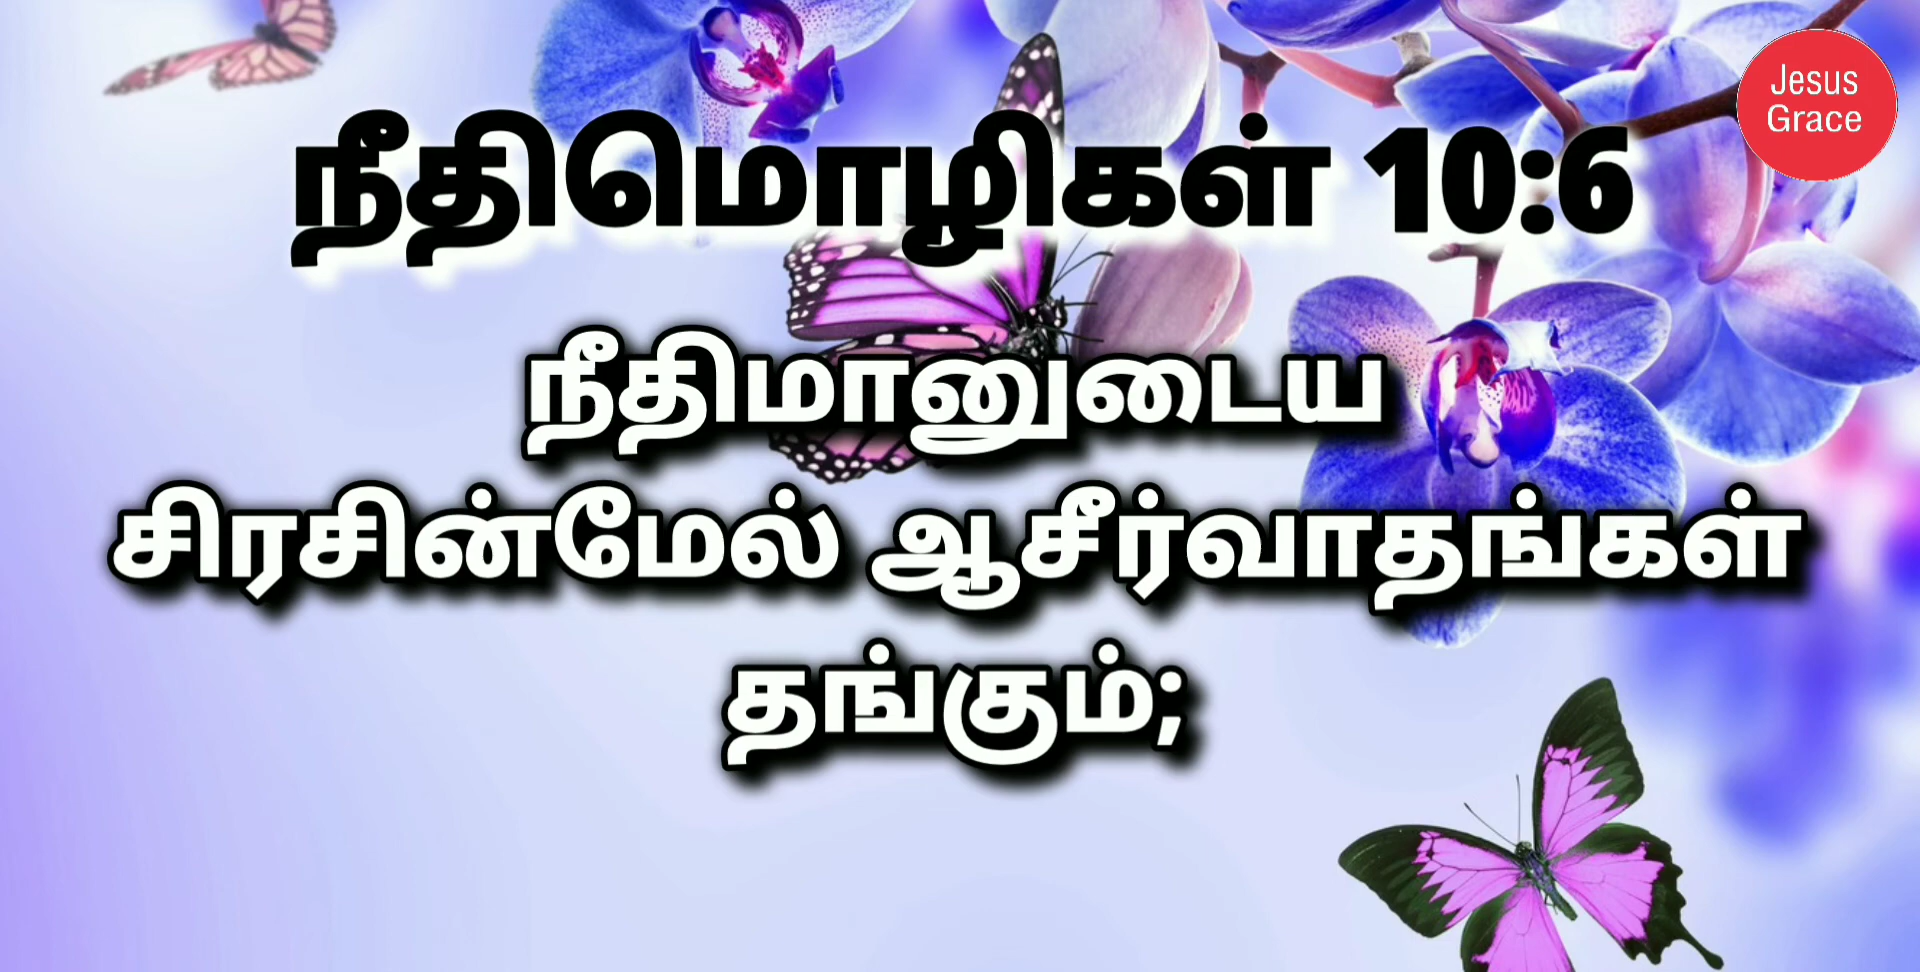 Jesus
Grace
நீதிமொழிகள் 10:6
நீதிமானுடைய
சிரசின்மேல் ஆசீர்வாதங்கள்
தங்கும்;